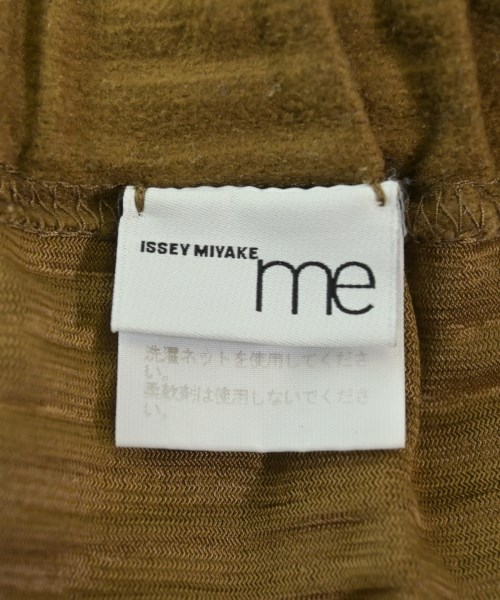 ISSEY MIYAKE
me
洗濯ネットを使用してくださ
い。
柔軟剤は使用しないでくださ
い。